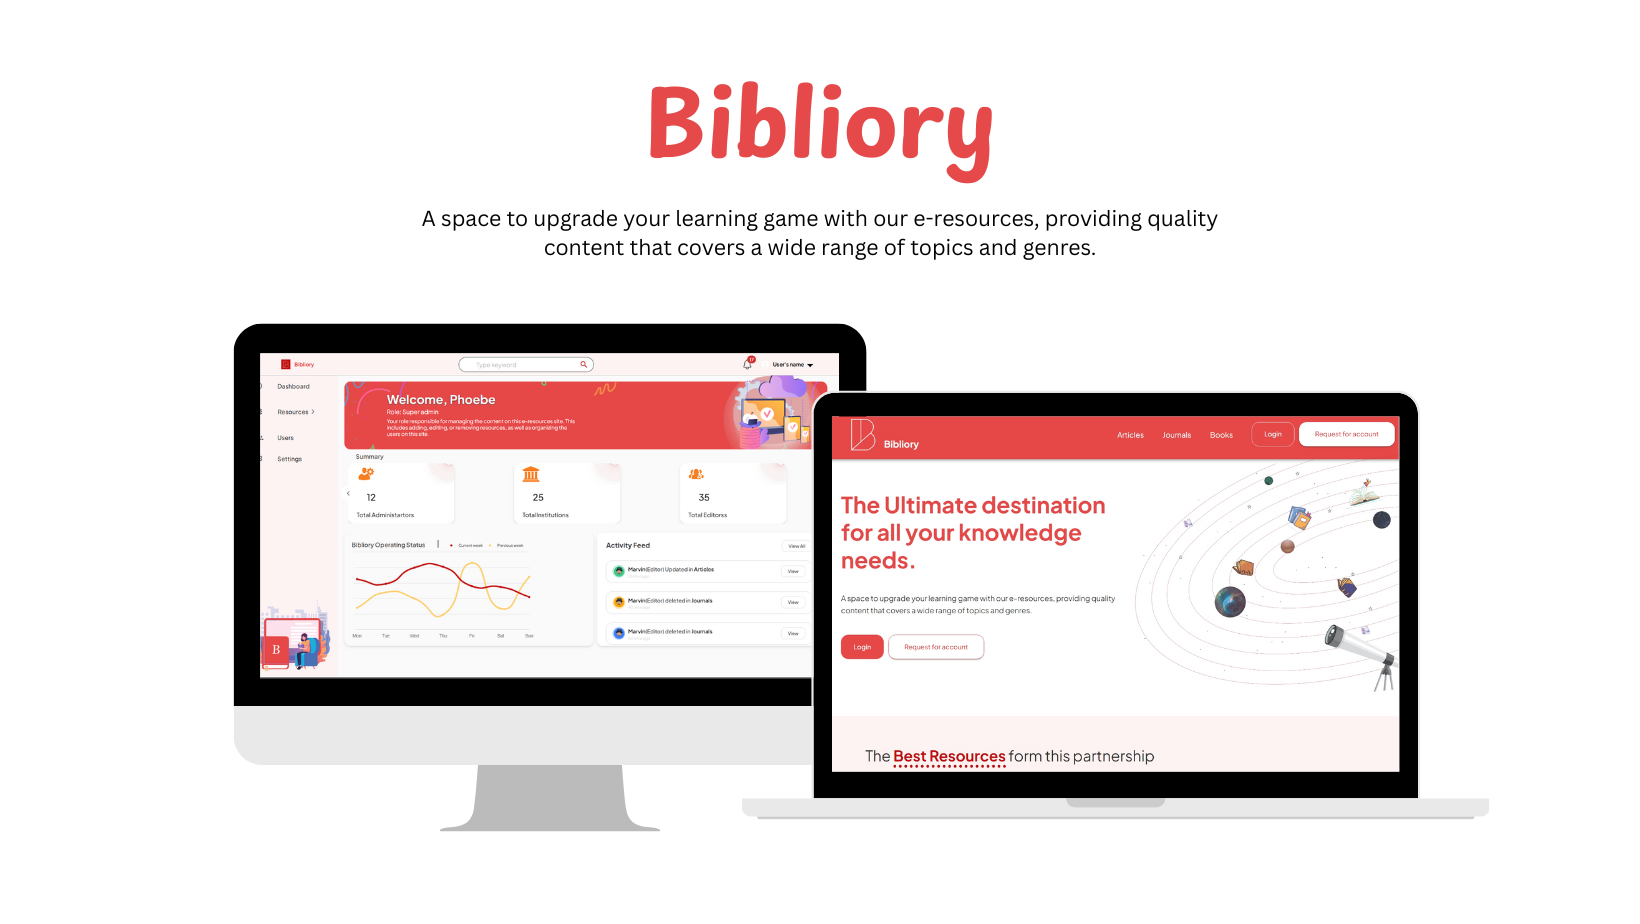 Bibliory
A space to upgrade your learning game with our e-resources, providing quality
content that covers a wide range of topics and genres.
Bibliory
Type keyword
17
User's name
Dashboard
Resources
Users
Settings
B
Welcome, Phoebe
Role: Super admin
Your role responsible for managing the content on this e-resources site. This
includes adding, editing, or removing resources, as well as organizing the
users on this site.
Summary
12
Total Administartors
25
Total Institutions
35
Total Editorss
Bibliory Operating Status
Current week
Previous week
Mon Tue Wed Thu Fri Sat Sun
Activity Feed
View All
Marvin(Editor) Updated in Articles
View
Marvin(Editor) deleted in Journals
View
Marvin(Editor) deleted in Journals
View
Bibliory
Articles Journals Books Login Request for account
The Ultimate destination
for all your knowledge
needs.
A space to upgrade your learning game with our e-resources, providing quality
content that covers a wide range of topics and genres.
Login Request for account
The Best Resources form this partnership